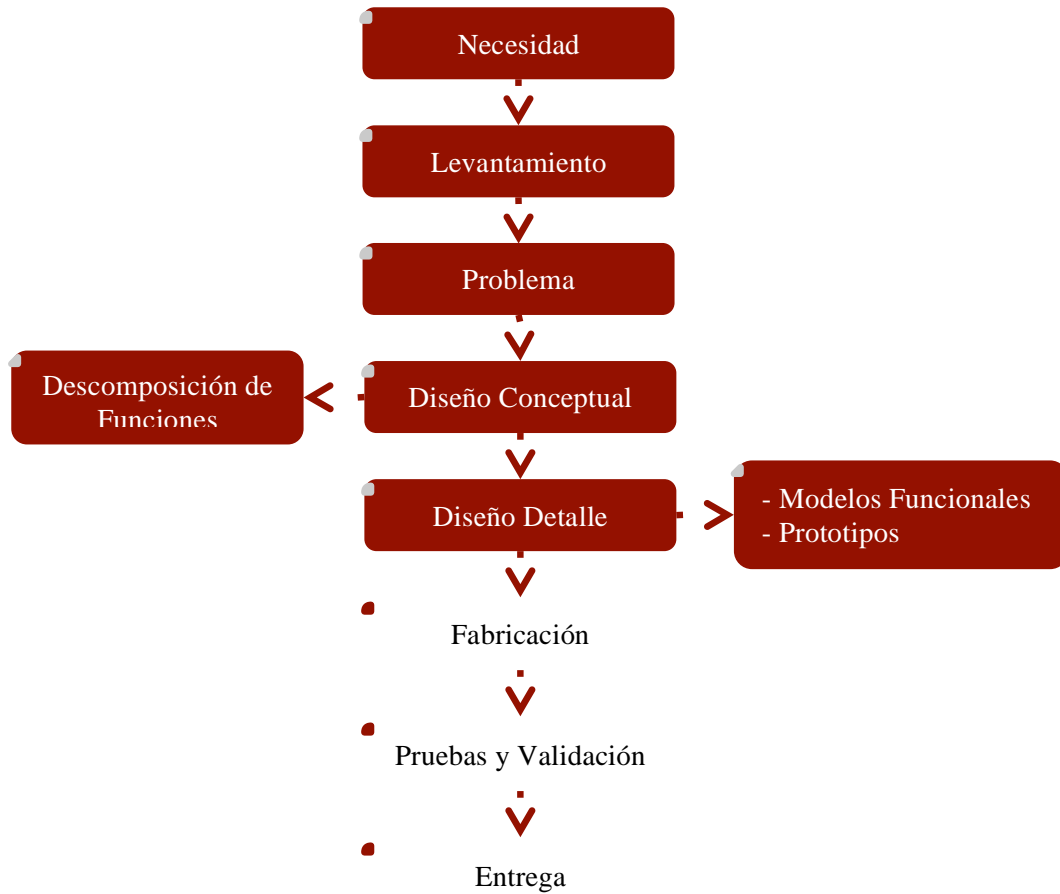 Necesidad
Levantamiento
Problema
Descomposición de
Funciones
Diseño Conceptual
Diseño Detalle
- Modelos Funcionales
- Prototipos
Fabricación
Pruebas y Validación
Entrega